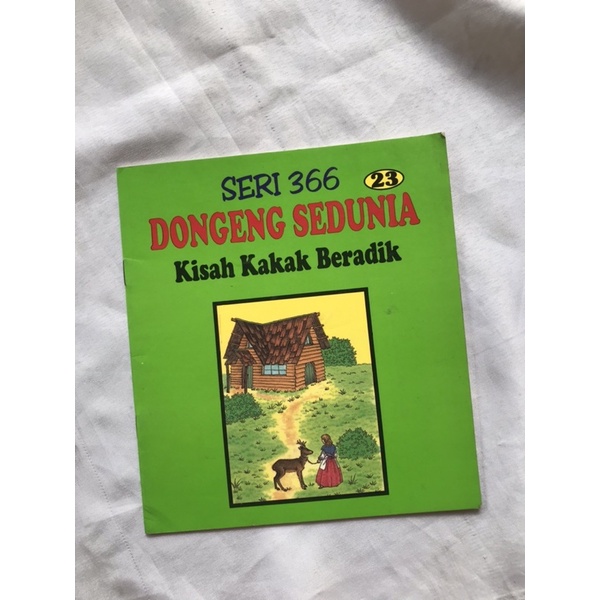 SERI 366
23
DONGENG SEDUNIA
Kisah Kakak Beradik